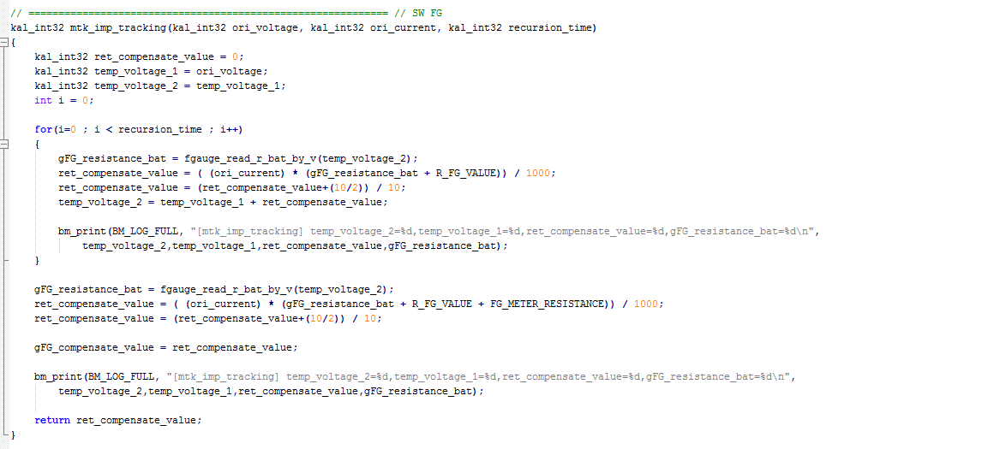 // ============================================================ // SW FG
kal_int32 mtk_imp_tracking(kal_int32 ori_voltage, kal_int32 ori_current, kal_int32 recursion_time)
{
    kal_int32 ret_compensate_value = 0;
    kal_int32 temp_voltage_1 = ori_voltage;
    kal_int32 temp_voltage_2 = temp_voltage_1;
    int i = 0;

    for(i=0 ; i < recursion_time ; i++)
    {
        gFG_resistance_bat = fgauge_read_r_bat_by_v(temp_voltage_2);
        ret_compensate_value = ( (ori_current) * (gFG_resistance_bat + R_FG_VALUE)) / 1000;
        ret_compensate_value = (ret_compensate_value+(10/2)) / 10;
        temp_voltage_2 = temp_voltage_1 + ret_compensate_value;

        bm_print(BM_LOG_FULL, "[mtk_imp_tracking] temp_voltage_2=%d,temp_voltage_1=%d,ret_compensate_value=%d,gFG_resistance_bat=%d\n",
            temp_voltage_2,temp_voltage_1,ret_compensate_value,gFG_resistance_bat);
    }

    gFG_resistance_bat = fgauge_read_r_bat_by_v(temp_voltage_2);
    ret_compensate_value = ( (ori_current) * (gFG_resistance_bat + R_FG_VALUE + FG_METER_RESISTANCE)) / 1000;
    ret_compensate_value = (ret_compensate_value+(10/2)) / 10;

    gFG_compensate_value = ret_compensate_value;

    bm_print(BM_LOG_FULL, "[mtk_imp_tracking] temp_voltage_2=%d,temp_voltage_1=%d,ret_compensate_value=%d,gFG_resistance_bat=%d\n",
        temp_voltage_2,temp_voltage_1,ret_compensate_value,gFG_resistance_bat);

    return ret_compensate_value;
}